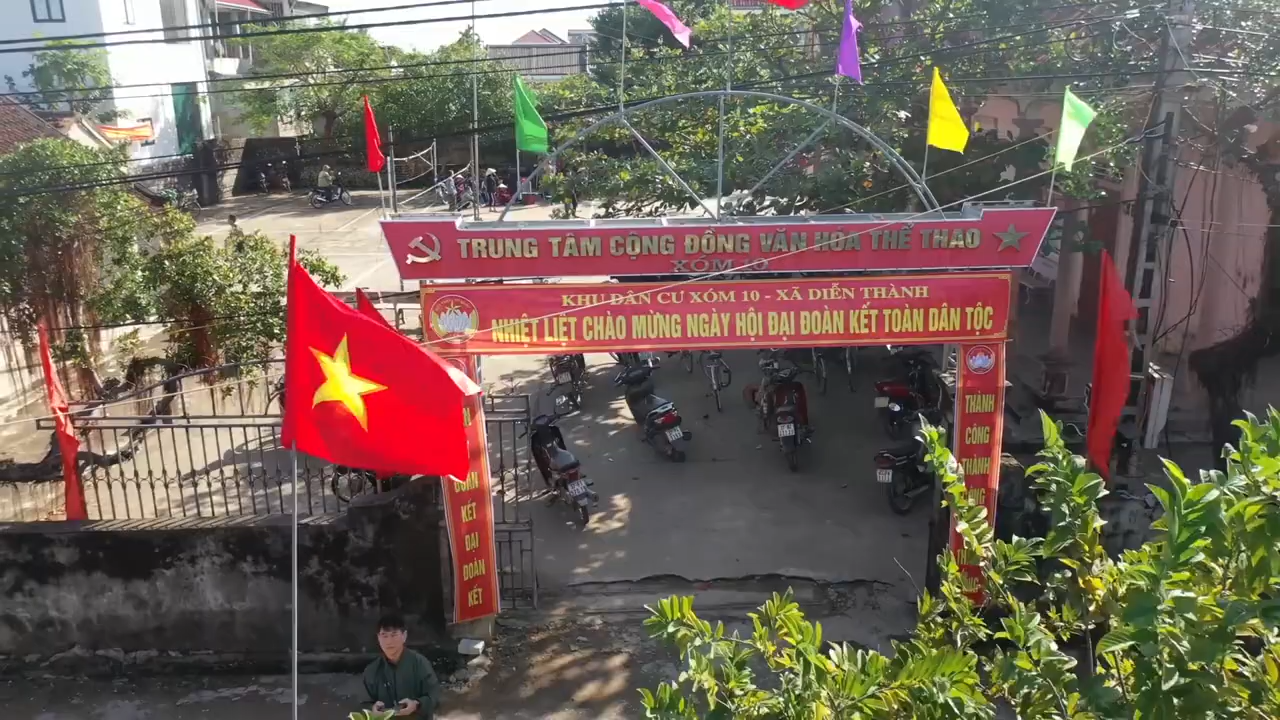 TRUNG TÂM CỘNG ĐỒNG VĂN HÓA THỂ THAO
XÓM 10
KHU DÂN CƯ XÓM 10 - XÃ DIỄN THÀNH
NHIỆT LIỆT CHÀO MỪNG NGÀY HỘI ĐẠI ĐOÀN KẾT TOÀN DÂN TỘC
ĐOÀN
KẾT
ĐẠI
ĐOÀN
KẾT
THÀNH
CÔNG
THÀNH